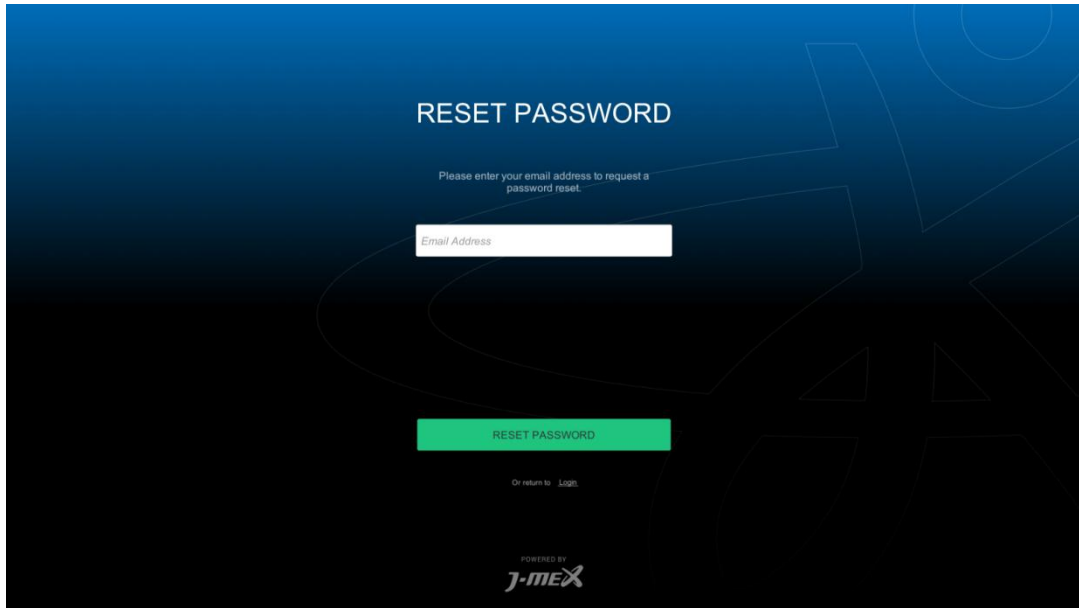 RESET PASSWORD
Please enter your email address to request a
password reset.
Email Address
RESET PASSWORD
Or return to Login
POWERED BY
J-MEX